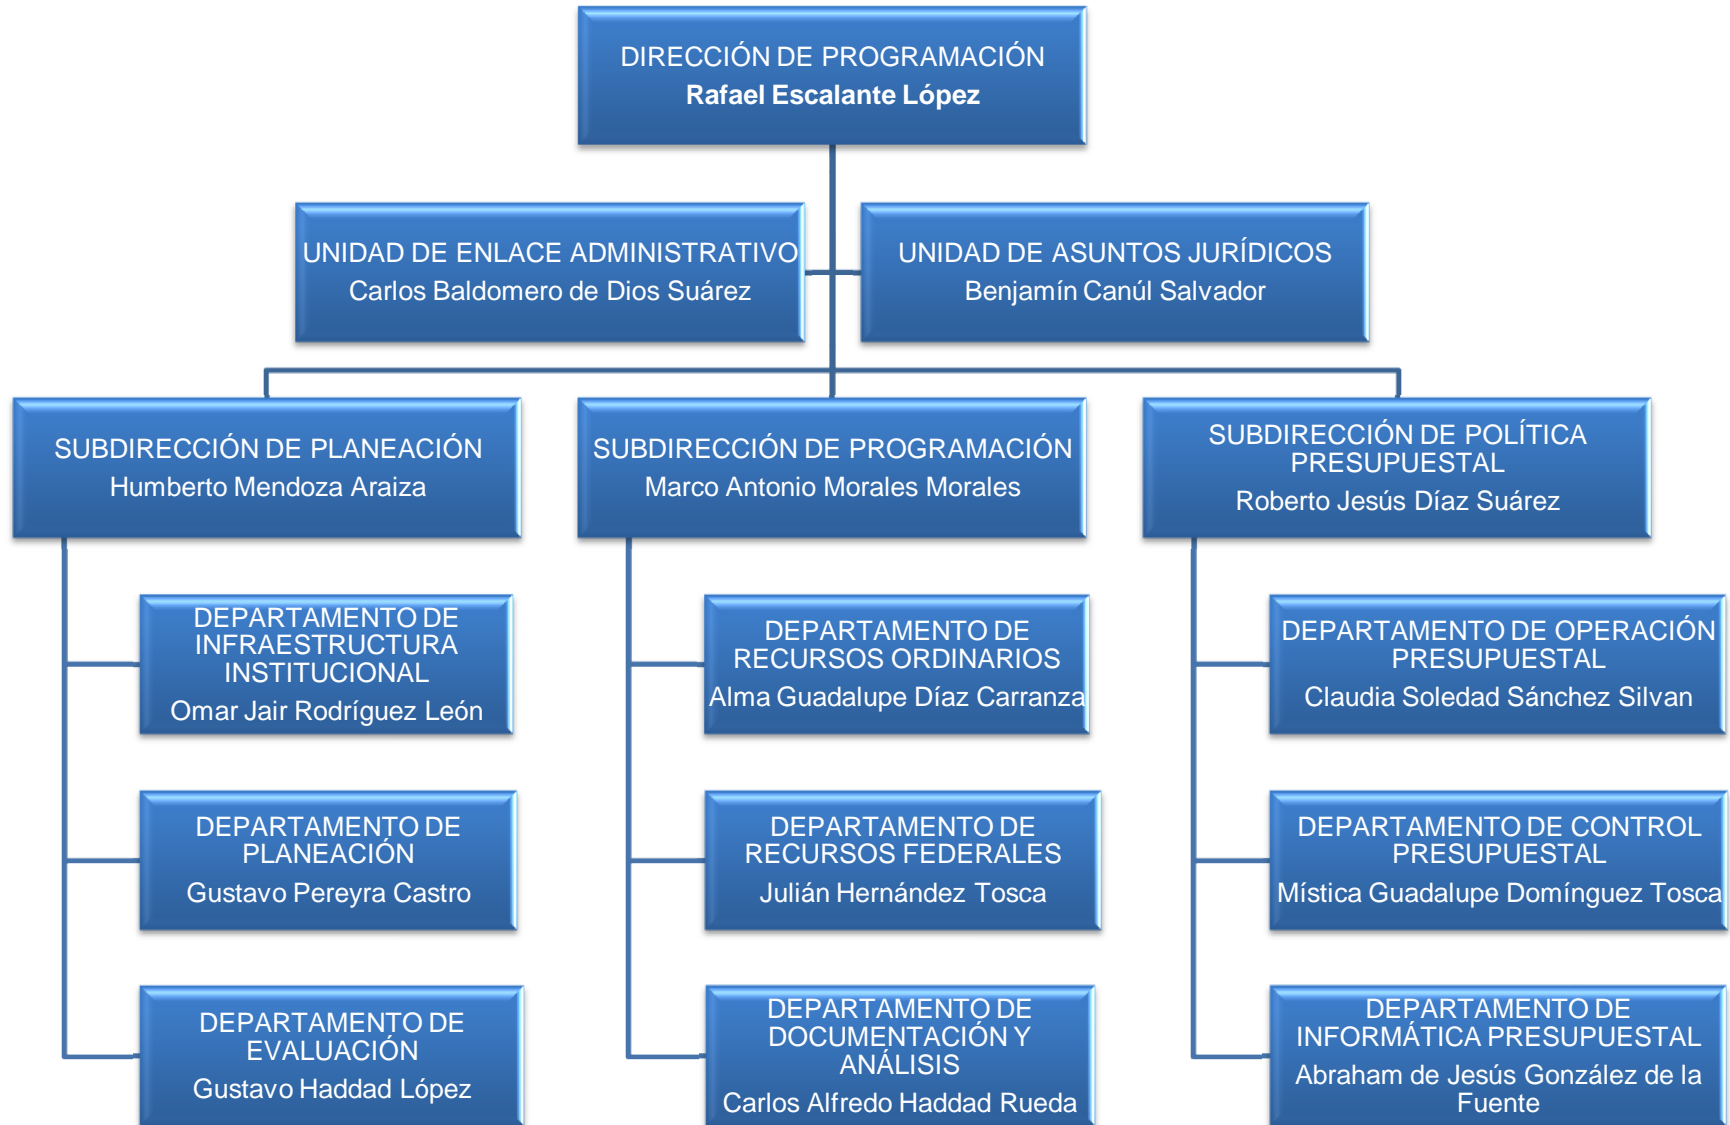 DIRECCIÓN DE PROGRAMACIÓN
Rafael Escalante López
UNIDAD DE ENLACE ADMINISTRATIVO
Carlos Baldomero de Dios Suárez
UNIDAD DE ASUNTOS JURÍDICOS
Benjamín Canúl Salvador
SUBDIRECCIÓN DE PLANEACIÓN
Humberto Mendoza Araiza
SUBDIRECCIÓN DE PROGRAMACIÓN
Marco Antonio Morales Morales
SUBDIRECCIÓN DE POLÍTICA
PRESUPUESTAL
Roberto Jesús Díaz Suárez
DEPARTAMENTO DE
INFRAESTRUCTURA
INSTITUCIONAL
Omar Jair Rodríguez León
DEPARTAMENTO DE
RECURSOS ORDINARIOS
Alma Guadalupe Díaz Carranza
DEPARTAMENTO DE OPERACIÓN
PRESUPUESTAL
Claudia Soledad Sánchez Silvan
DEPARTAMENTO DE
PLANEACIÓN
Gustavo Pereyra Castro
DEPARTAMENTO DE
RECURSOS FEDERALES
Julián Hernández Tosca
DEPARTAMENTO DE CONTROL
PRESUPUESTAL
Mística Guadalupe Domínguez Tosca
DEPARTAMENTO DE
EVALUACIÓN
Gustavo Haddad López
DEPARTAMENTO DE
DOCUMENTACIÓN Y
ANÁLISIS
Carlos Alfredo Haddad Rueda
DEPARTAMENTO DE
INFORMÁTICA PRESUPUESTAL
Abraham de Jesús González de la
Fuente